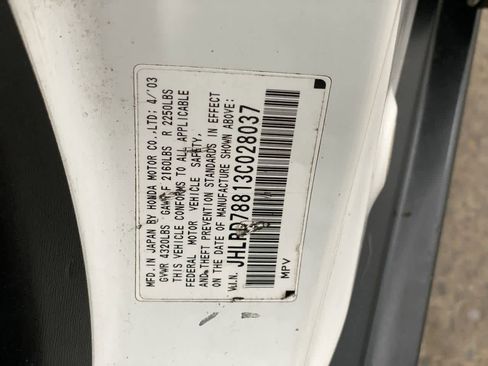 MFD. IN JAPAN BY HONDA MOTOR CO.,LTD: 4/'03
GVWR 4320LBS GAWR F 2160LBS R 2250LBS
THIS VEHICLE CONFORMS TO ALL APPLICABLE
FEDERAL MOTOR VEHICLE SAFETY,
AND THEFT PREVENTION STANDARDS IN EFFECT
ON THE DATE OF MANUFACTURE SHOWN ABOVE:
V.I.N. JHLRD78813C028037
MPV